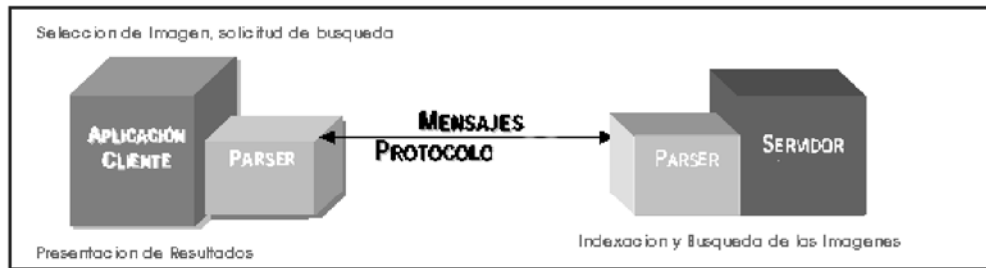 Seleccion de Imagen, solicitud de busqueda
APLICACIÓN
CLIENTE
PARSER
MENSAJES
PROTOCOLO
PARSER
SERVIDOR
Presentacion de Resultados
Indexacion y Busqueda de las Imagenes